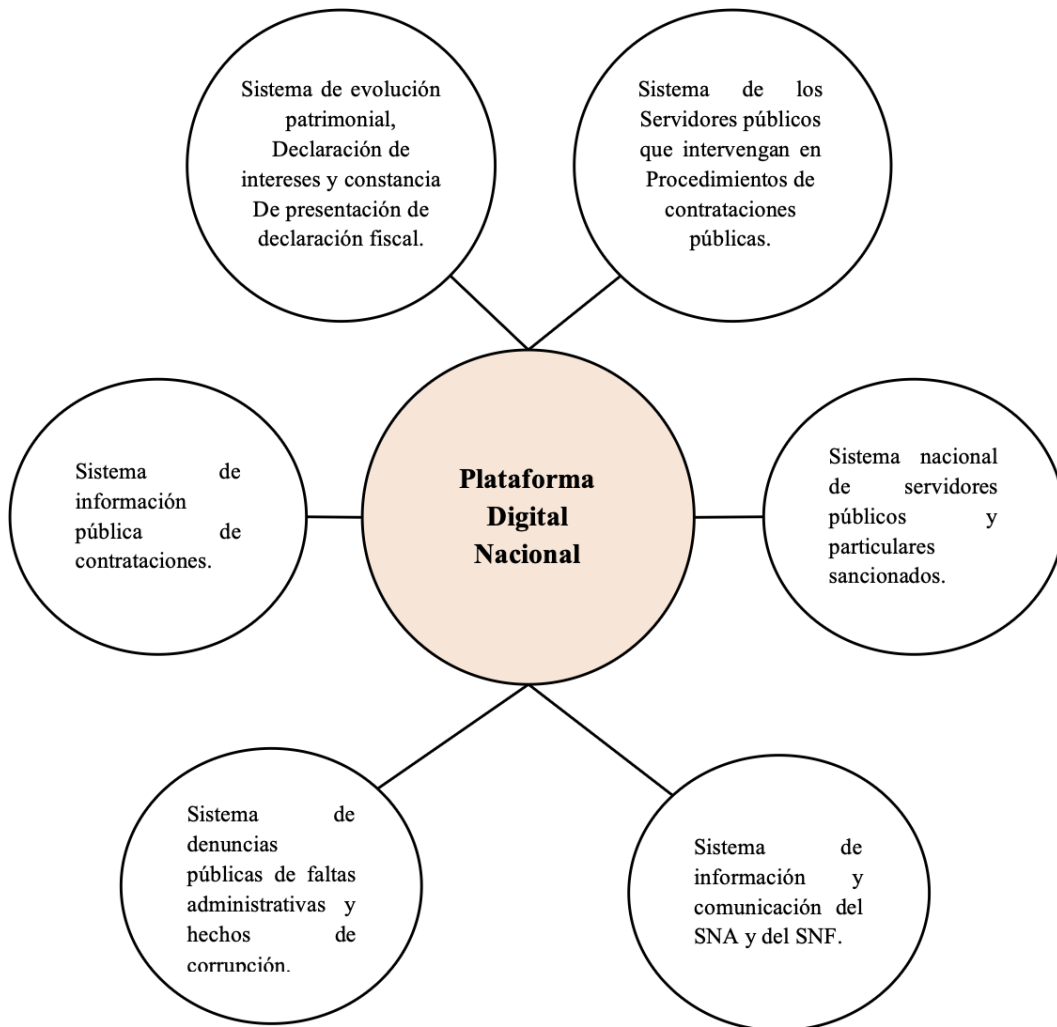 Sistema de evolución
patrimonial,
Declaración de
intereses y constancia
De presentación de
declaración fiscal.
Sistema de los
Servidores públicos
que intervengan en
Procedimientos de
contrataciones
públicas.
Sistema de
información
pública de
contrataciones.
Plataforma
Digital
Nacional
Sistema nacional
de servidores
públicos y
particulares
sancionados.
Sistema de
denuncias
públicas de faltas
administrativas y
hechos de
corrupción.
Sistema de
información y
comunicación del
SNA y del SNF.